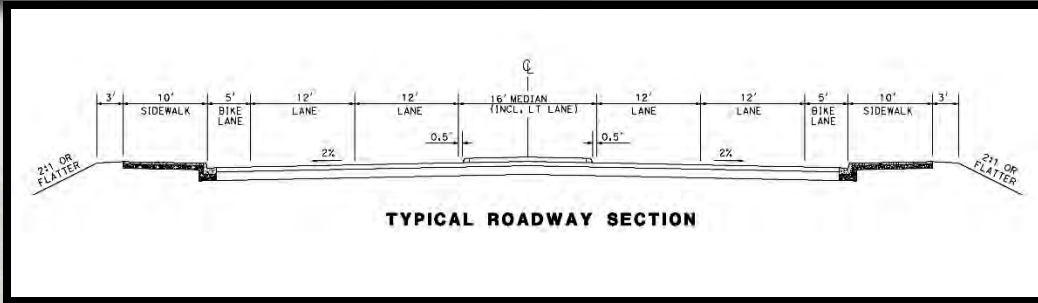 ℄
3' 10' 5' 12' 12' 16' MEDIAN 12' 12' 5' 10' 3'
SIDEWALK BIKE LANE LANE LANE (INCL. LT LANE) LANE LANE BIKE LANE SIDEWALK
0.5' 0.5'
2% 2%
2:1 OR FLATTER
2:1 OR FLATTER
TYPICAL ROADWAY SECTION